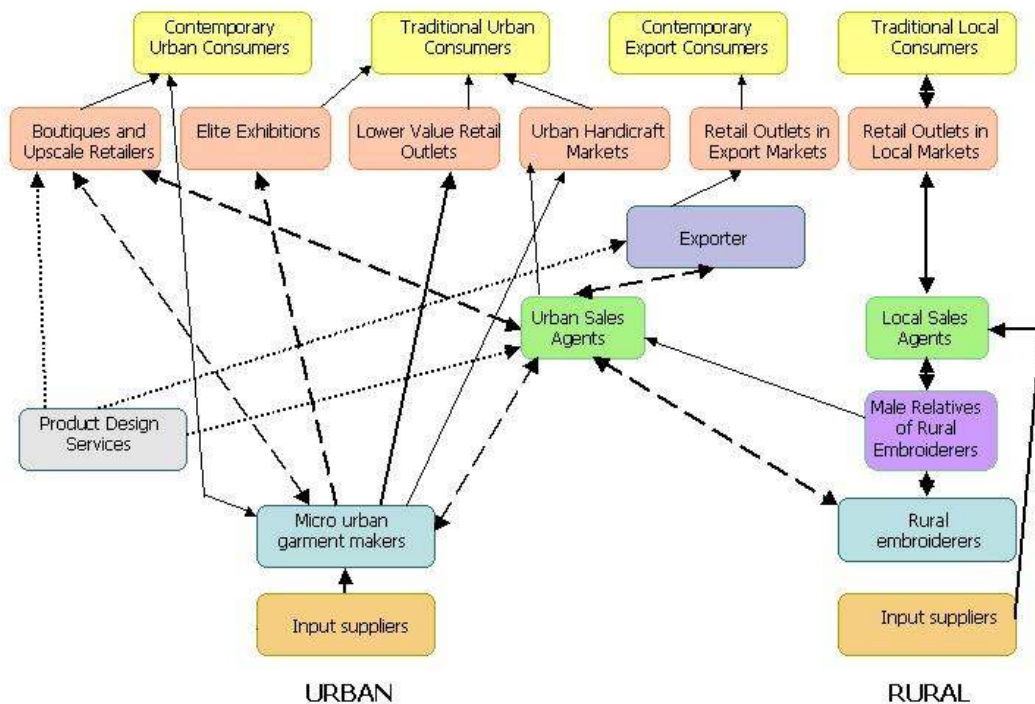 Contemporary
Urban Consumers
Traditional Urban
Consumers
Contemporary
Export Consumers
Traditional Local
Consumers
Boutiques and
Upscale Retailers
Elite Exhibitions
Lower Value Retail
Outlets
Urban Handicraft
Markets
Retail Outlets in
Export Markets
Retail Outlets in
Local Markets
Exporter
Urban Sales
Agents
Local Sales
Agents
Product Design
Services
Male Relatives
of Rural
Embroiderers
Micro urban
garment makers
Rural
embroiderers
Input suppliers
Input suppliers
URBAN
RURAL